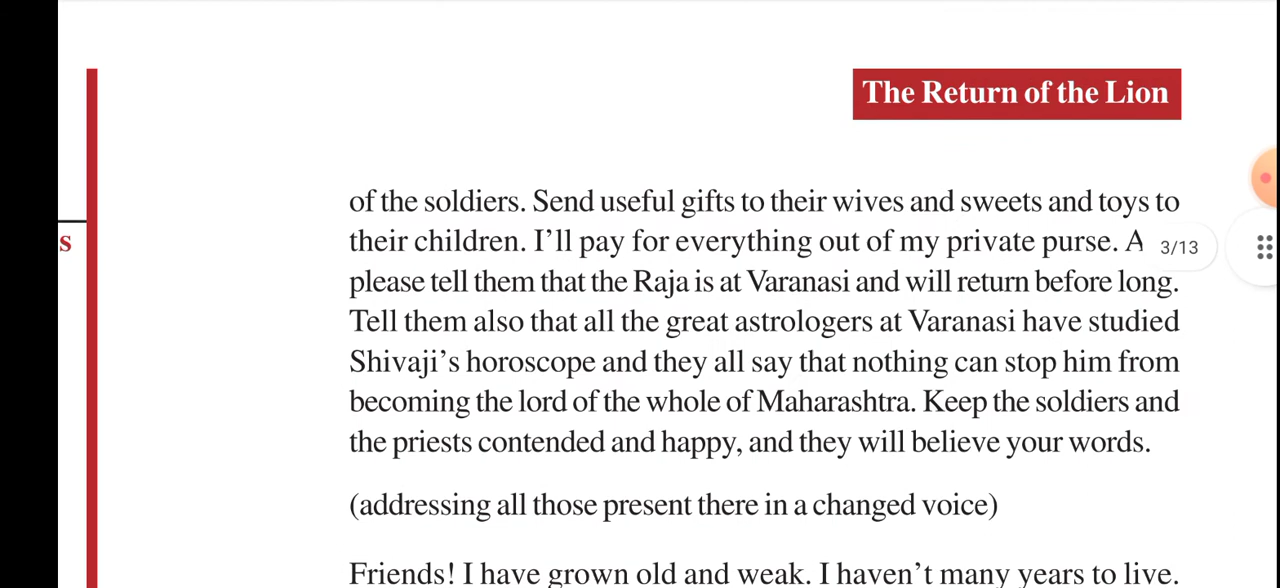 The Return of the Lion
of the soldiers. Send useful gifts to their wives and sweets and toys to
s
their children. I'll pay for everything out of my private purse. A
3/13
please tell them that the Raja is at Varanasi and will return before long.
Tell them also that all the great astrologers at Varanasi have studied
Shivaji's horoscope and they all say that nothing can stop him from
becoming the lord of the whole of Maharashtra. Keep the soldiers and
the priests contended and happy, and they will believe your words.
(addressing all those present there in a changed voice)
Friends! I have grown old and weak. I haven't many years to live.